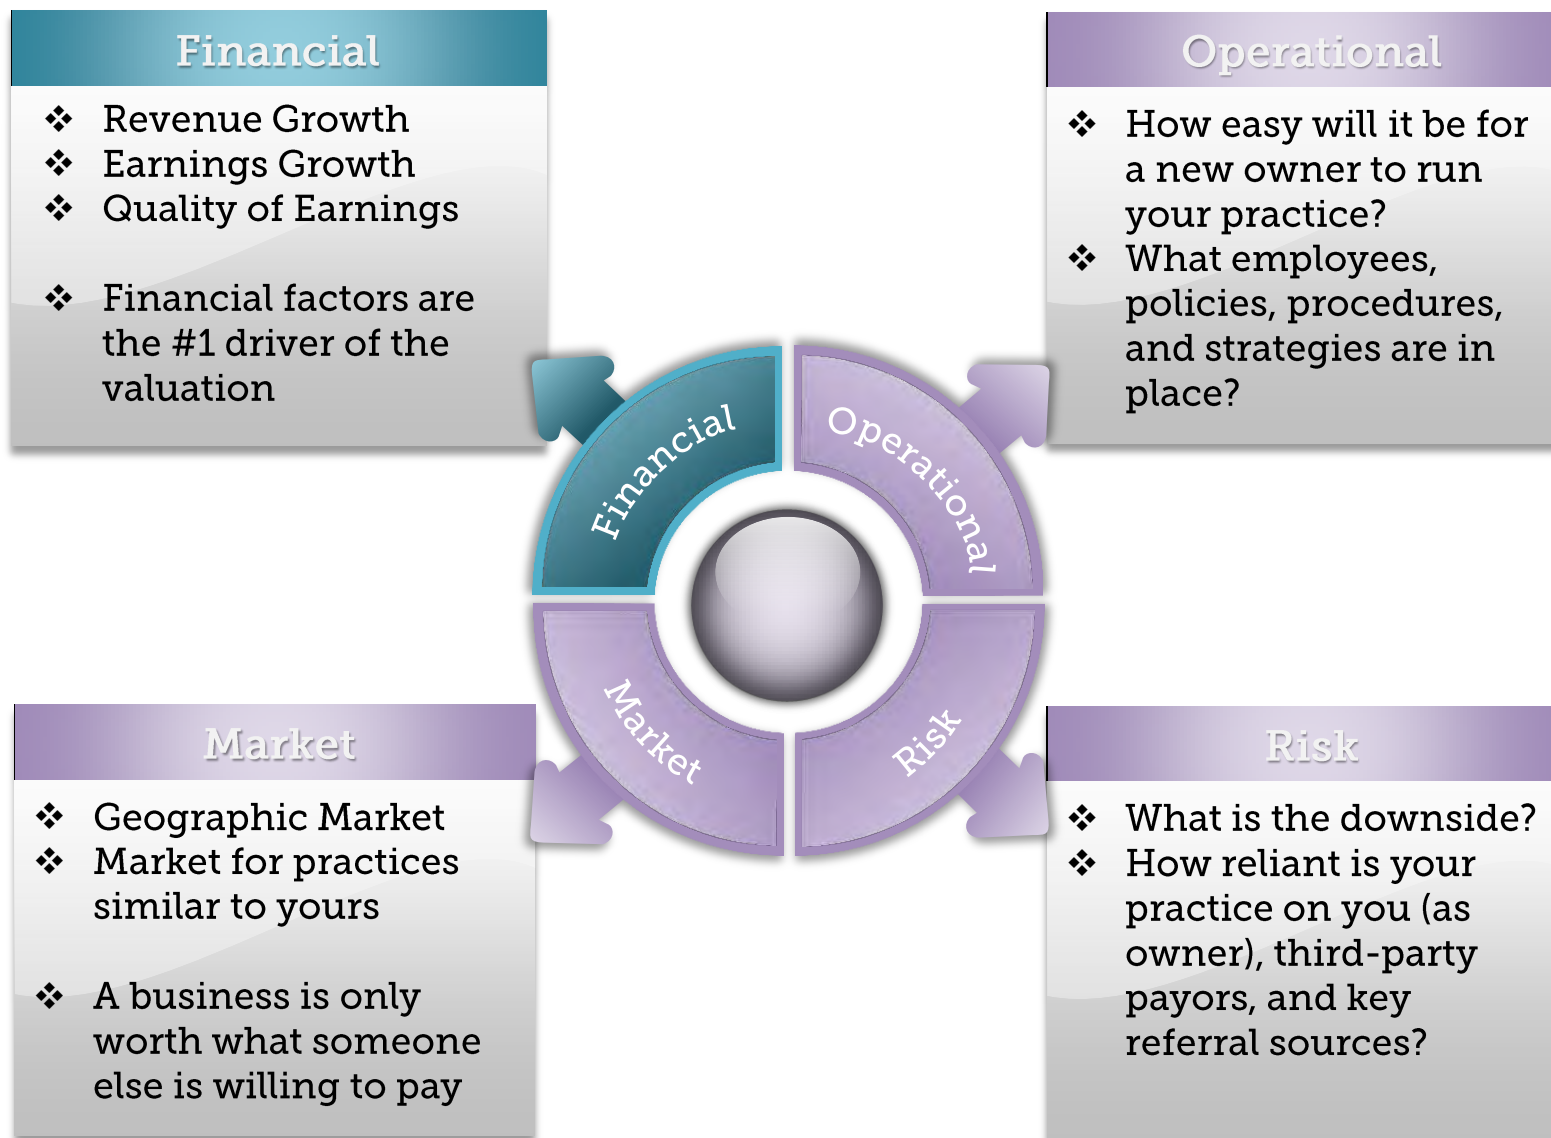 Financial
❖ Revenue Growth
❖ Earnings Growth
❖ Quality of Earnings
❖ Financial factors are
the #1 driver of the
valuation
Operational
❖ How easy will it be for
a new owner to run
your practice?
❖ What employees,
policies, procedures,
and strategies are in
place?
Financial
Operational
Market
Risk
Market
❖ Geographic Market
❖ Market for practices
similar to yours
❖ A business is only
worth what someone
else is willing to pay
Risk
❖ What is the downside?
❖ How reliant is your
practice on you (as
owner), third-party
payors, and key
referral sources?